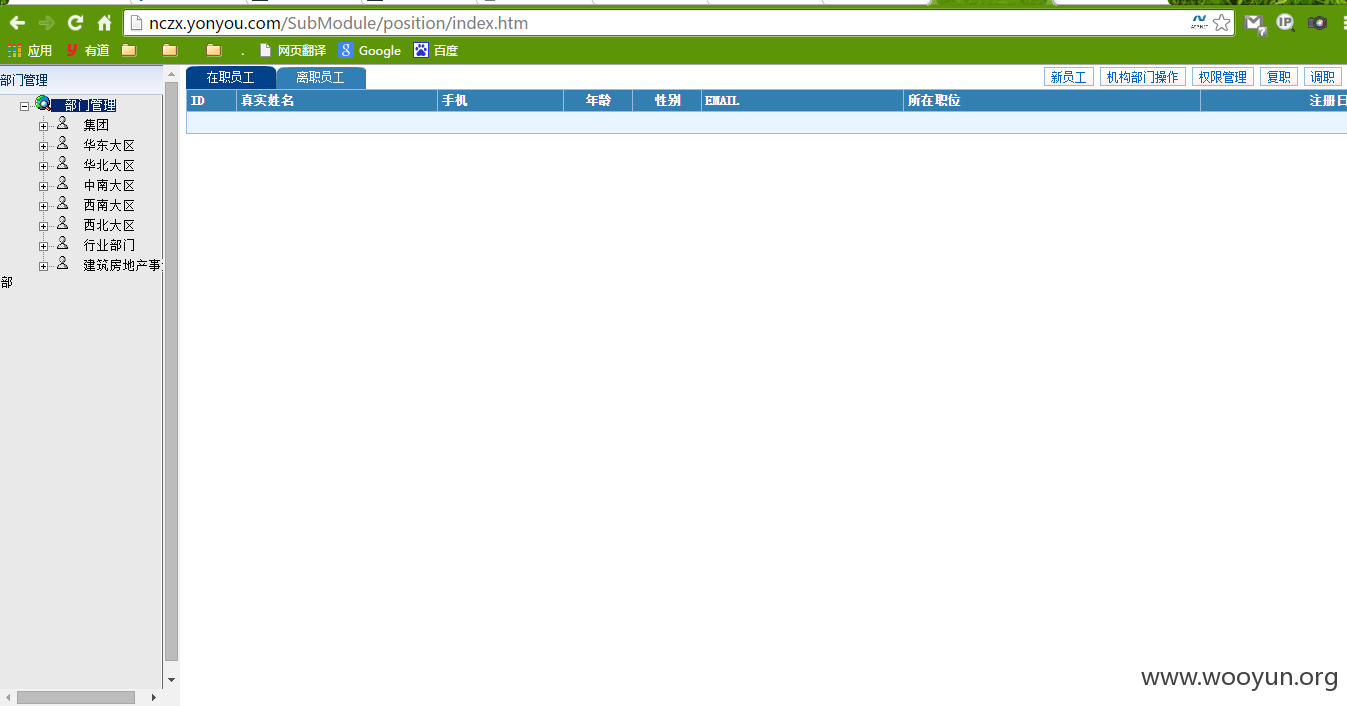 nczx.yonyou.com/SubModule/position/index.htm
应用 有道 . 网页翻译 Google 百度
部门管理
部门管理
集团
华东大区
华北大区
中南大区
西南大区
西北大区
行业部门
建筑房地产事
部
在职员工 离职员工 新员工 机构部门操作 权限管理 复职 调职
ID 真实姓名 手机 年龄 性别 EMAIL 所在职位 注册日
www.wooyun.org